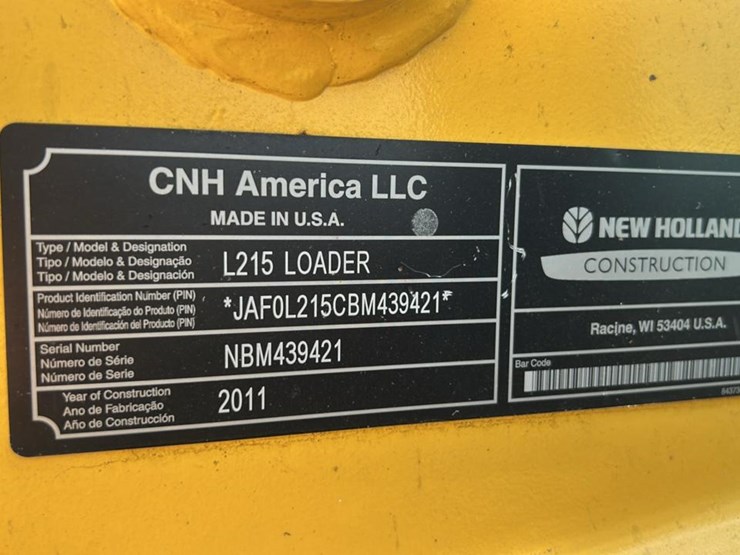 CNH America LLC
MADE IN U.S.A.
Type / Model & Designation
Tipo / Modelo & Designação
Tipo / Modelo & Designación
L215 LOADER
Product Identification Number (PIN)
Número de Identificação do Produto (PIN)
Número de Identificación del Producto (PIN)
*JAF0L215CBM439421*
Serial Number
Número de Série
Número de Serie
NBM439421
Year of Construction
Ano de Fabricação
Año de Construcción
2011
NEW HOLLAND
CONSTRUCTION
Racine, WI 53404 U.S.A.
Bar Code